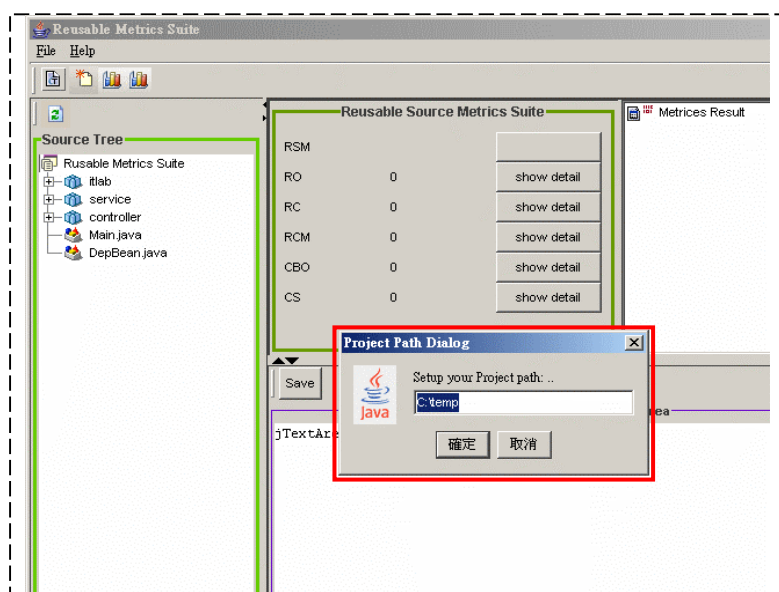 Reusable Metrics Suite
File Help
Reusable Source Metrics Suite
Metrices Result
Source Tree
Rusable Metrics Suite
itlab
service
controller
Main.java
DepBean.java
RSM
RO 0 show detail
RC 0 show detail
RCM 0 show detail
CBO 0 show detail
CS 0 show detail
Project Path Dialog
Setup your Project path: ..
C:\temp
Java
確定 取消
Save
ea
jTextAre